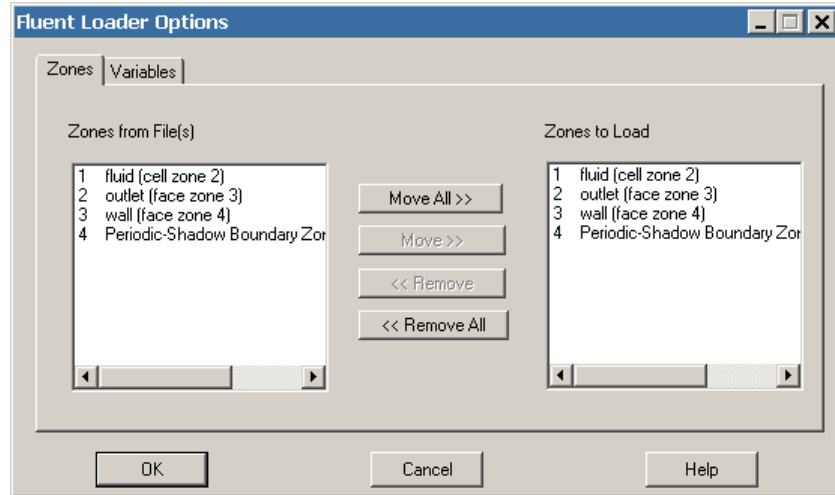 Fluent Loader Options
Zones
Variables
Zones from File(s)
1 fluid (cell zone 2)
2 outlet (face zone 3)
3 wall (face zone 4)
4 Periodic-Shadow Boundary Zor
Move All >>
Move >>
<< Remove
<< Remove All
Zones to Load
1 fluid (cell zone 2)
2 outlet (face zone 3)
3 wall (face zone 4)
4 Periodic-Shadow Boundary Zor
OK
Cancel
Help